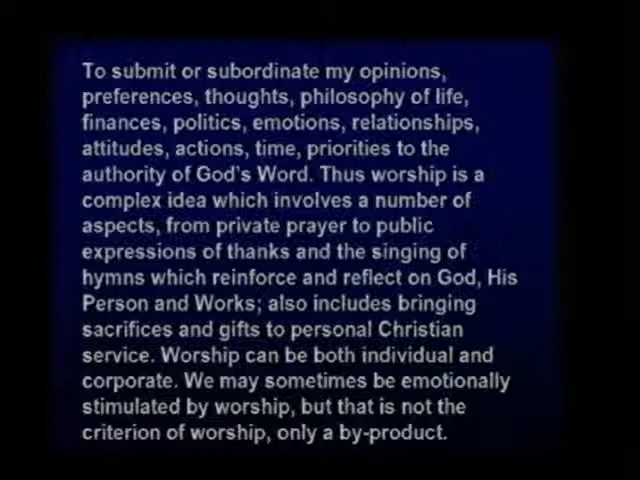 To submit or subordinate my opinions,
preferences, thoughts, philosophy of life,
finances, politics, emotions, relationships,
attitudes, actions, time, priorities to the
authority of God's Word. Thus worship is a
complex idea which involves a number of
aspects, from private prayer to public
expressions of thanks and the singing of
hymns which reinforce and reflect on God, His
Person and Works; also includes bringing
sacrifices and gifts to personal Christian
service. Worship can be both individual and
corporate. We may sometimes be emotionally
stimulated by worship, but that is not the
criterion of worship, only a by-product.